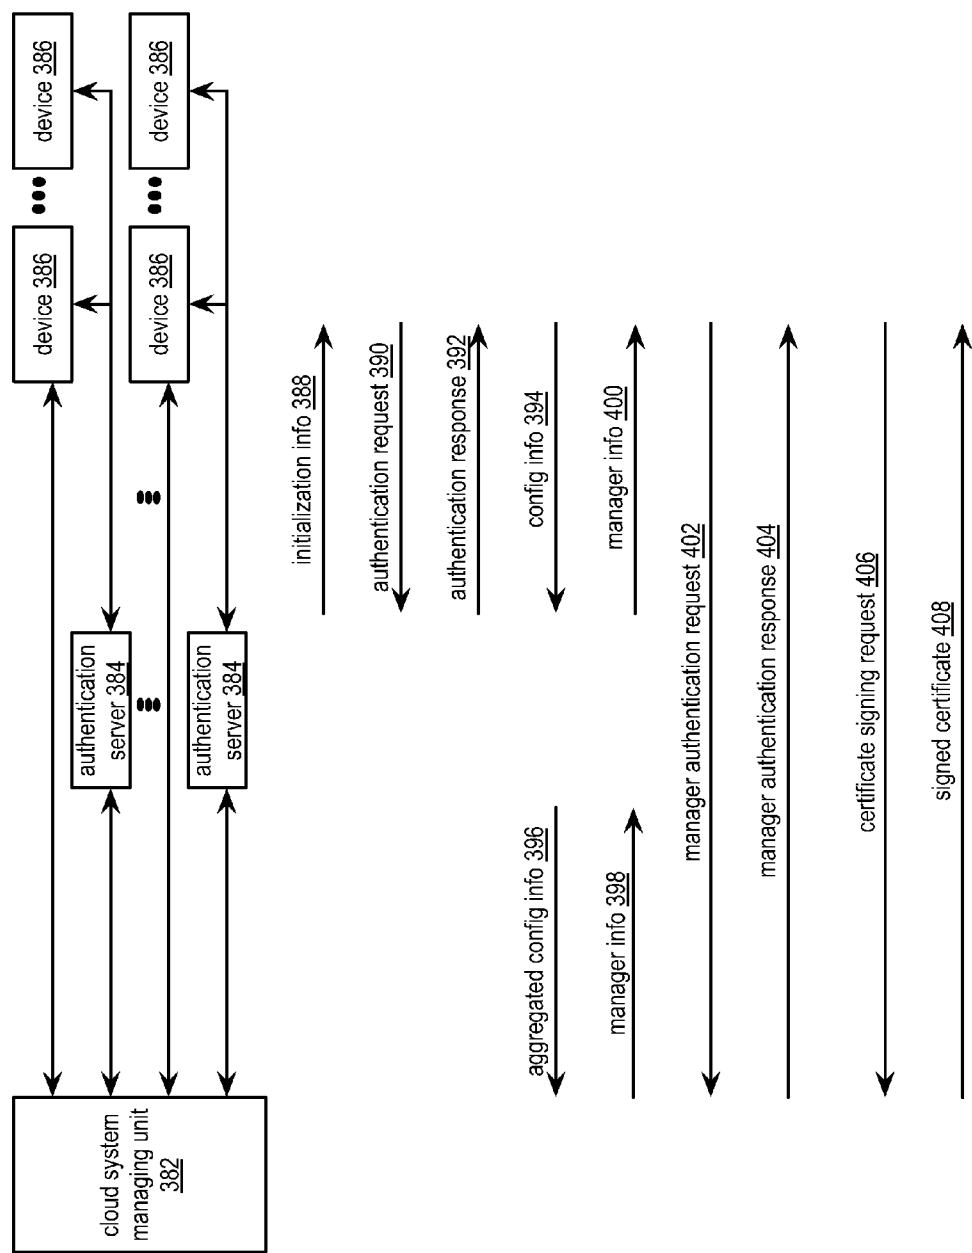 cloud system
managing unit
382
authentication
server 384
authentication
server 384
device 386
device 386
device 386
device 386
initialization info 388
authentication request 390
authentication response 392
config info 394
aggregated config info 396
manager info 398
manager info 400
manager authentication request 402
manager authentication response 404
certificate signing request 406
signed certificate 408